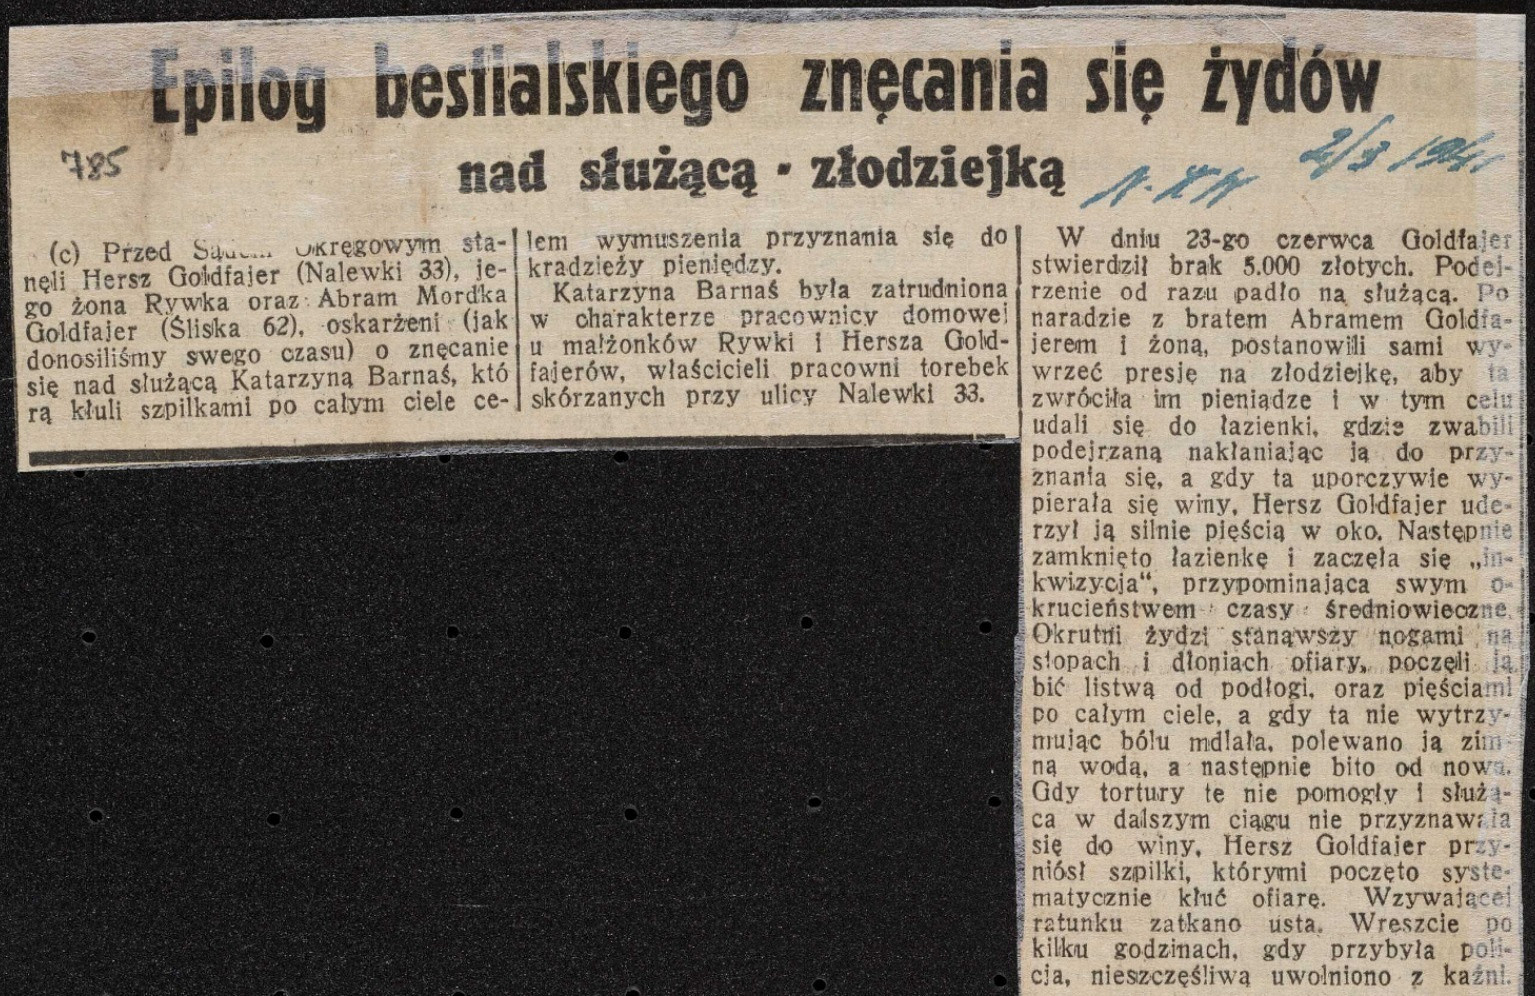 Epilog bestialskiego znęcania się żydów
nad służącą - złodziejką
785
2/3 1941
(c) Przed Sądem Okręgowym sta-
nęli Hersz Goldfajer (Nalewki 33), je-
go żona Rywka oraz Abram Mordka
Goldfajer (Śliska 62), oskarżeni (jak
donosiliśmy swego czasu) o znęcanie
się nad służącą Katarzyną Barnaś, któ
rą kłuli szpilkami po całym ciele ce-
lem wymuszenia przyznania się do
kradzieży pieniędzy.
Katarzyna Barnaś była zatrudniona
w charakterze pracownicy domowej
u małżonków Rywki i Hersza Gold-
fajerów, właścicieli pracowni torebek
skórzanych przy ulicy Nalewki 33.
W dniu 23-go czerwca Goldfajer
stwierdził brak 5.000 złotych. Podej-
rzenie od razu padło na służącą. Po
naradzie z bratem Abramem Goldfa-
jerem i żoną, postanowili sami wy-
wrzeć presję na złodziejkę, aby ta
zwróciła im pieniądze i w tym celu
udali się do łazienki, gdzie zwabili
podejrzaną nakłaniając ją do przy-
znania się, a gdy ta uporczywie wy-
pierała się winy, Hersz Goldfajer ude-
rzył ją silnie pięścią w oko. Następnie
zamknięto łazienkę i zaczęła się „in-
kwizycja“, przypominająca swym o-
krucieństwem czasy średniowieczne.
Okrutni żydzi stanąwszy nogami na
stopach i dłoniach ofiary, poczęli ją
bić listwą od podłogi, oraz pięściami
po całym ciele, a gdy ta nie wytrzy-
mując bólu mdlała, polewano ją zim-
ną wodą, a następnie bito od nowa.
Gdy tortury te nie pomogły i służą-
ca w dalszym ciągu nie przyznawała
się do winy, Hersz Goldfajer przy-
niósł szpilki, którymi poczęto syste-
matycznie kłuć ofiarę. Wzywającej
ratunku zatkano usta. Wreszcie po
kilku godzinach, gdy przybyła poli-
cja, nieszczęśliwą uwolniono z kaźni.